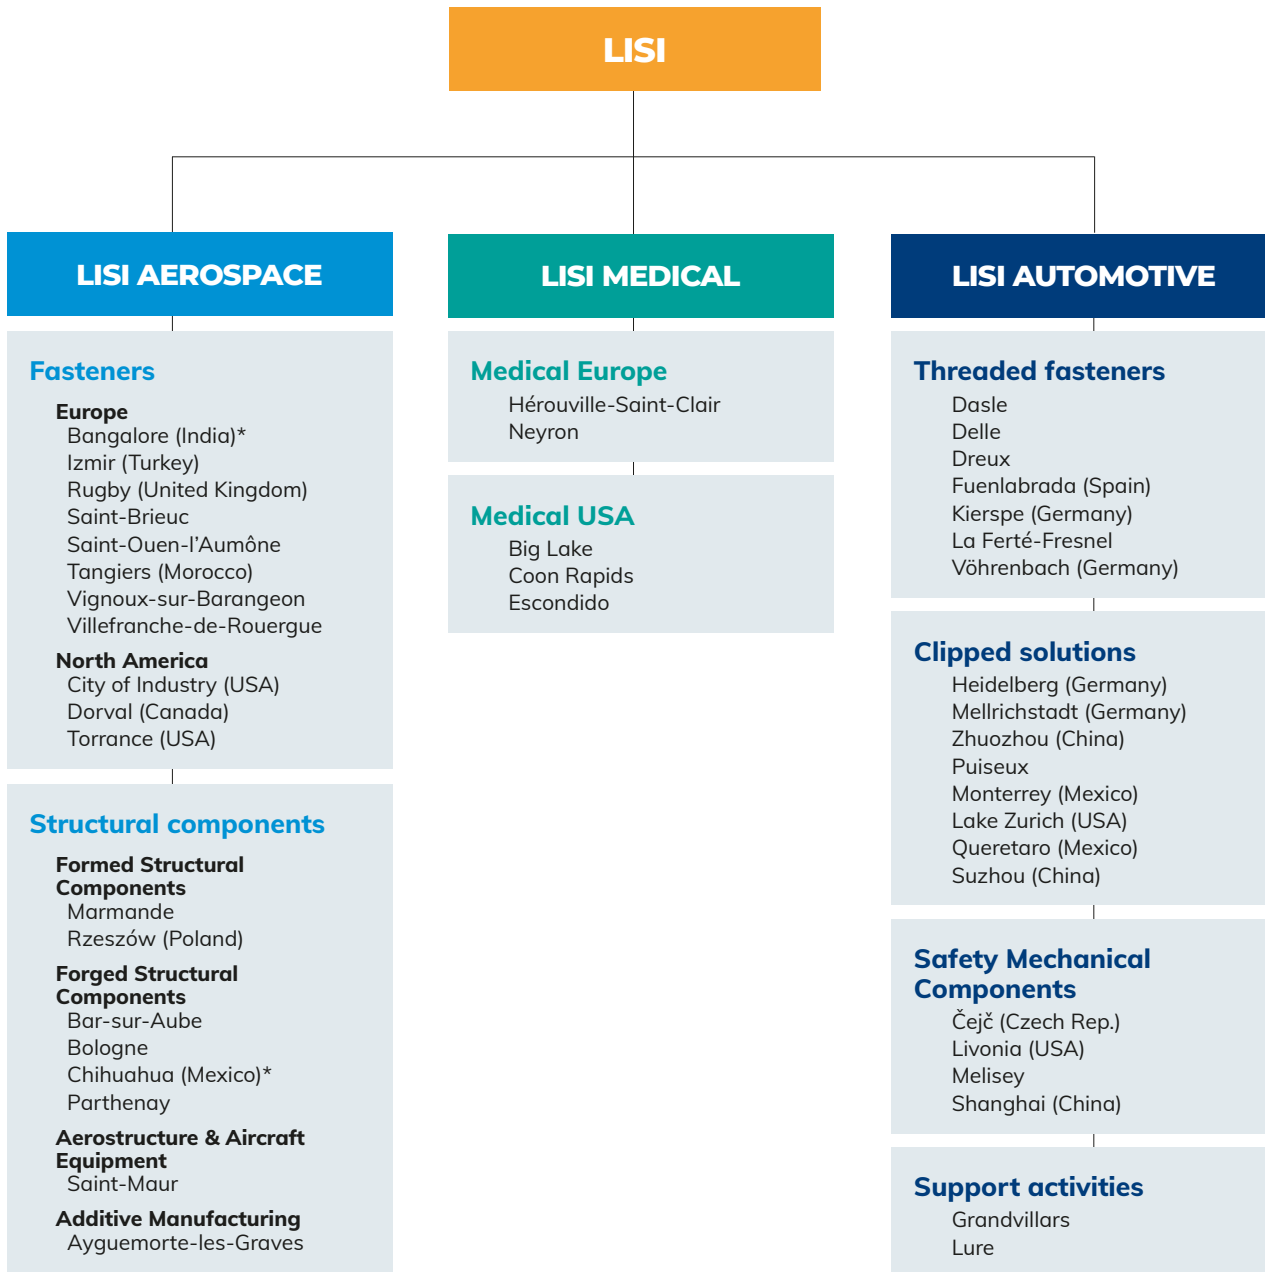 LISI
LISI AEROSPACE
Fasteners
Europe
Bangalore (India)*
Izmir (Turkey)
Rugby (United Kingdom)
Saint-Brieuc
Saint-Ouen-l’Aumône
Tangiers (Morocco)
Vignoux-sur-Barangeon
Villefranche-de-Rouergue
North America
City of Industry (USA)
Dorval (Canada)
Torrance (USA)
Structural components
Formed Structural
Components
Marmande
Rzeszów (Poland)
Forged Structural
Components
Bar-sur-Aube
Bologne
Chihuahua (Mexico)*
Parthenay
Aerostructure & Aircraft
Equipment
Saint-Maur
Additive Manufacturing
Ayguemorte-les-Graves
LISI MEDICAL
Medical Europe
Hérouville-Saint-Clair
Neyron
Medical USA
Big Lake
Coon Rapids
Escondido
LISI AUTOMOTIVE
Threaded fasteners
Dasle
Delle
Dreux
Fuenlabrada (Spain)
Kierspe (Germany)
La Ferté-Fresnel
Vöhrenbach (Germany)
Clipped solutions
Heidelberg (Germany)
Mellrichstadt (Germany)
Zhuozhou (China)
Puiseux
Monterrey (Mexico)
Lake Zurich (USA)
Queretaro (Mexico)
Suzhou (China)
Safety Mechanical
Components
Čejč (Czech Rep.)
Livonia (USA)
Melisey
Shanghai (China)
Support activities
Grandvillars
Lure